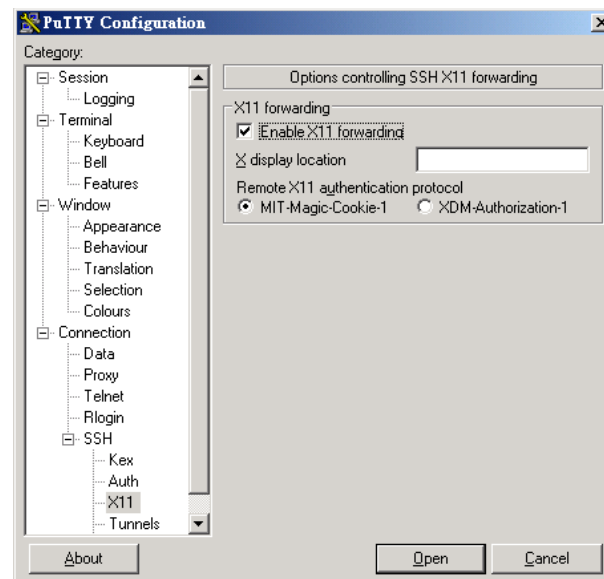 PuTTY Configuration
Category:
Session
Logging
Terminal
Keyboard
Bell
Features
Window
Appearance
Behaviour
Translation
Selection
Colours
Connection
Data
Proxy
Telnet
Rlogin
SSH
Kex
Auth
X11
Tunnels
Options controlling SSH X11 forwarding
X11 forwarding
Enable X11 forwarding
X display location
Remote X11 authentication protocol
MIT-Magic-Cookie-1 XDM-Authorization-1
About Open Cancel